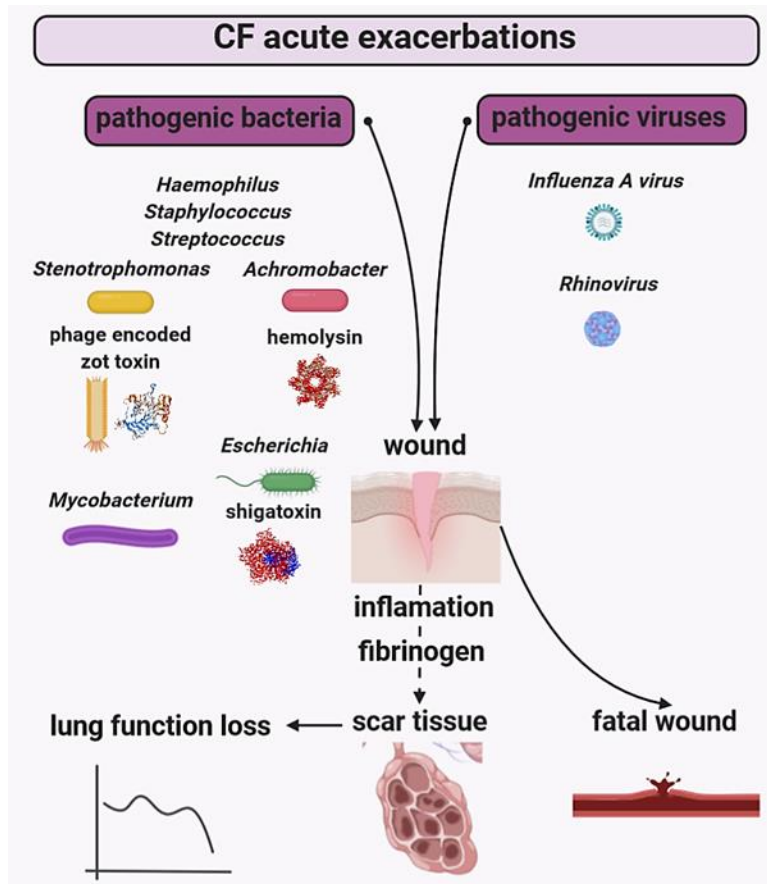 CF acute exacerbations
pathogenic bacteria
pathogenic viruses
Haemophilus
Staphylococcus
Streptococcus
Stenotrophomonas
Achromobacter
phage encoded
zot toxin
hemolysin
Escherichia
shigatoxin
Mycobacterium
Influenza A virus
Rhinovirus
wound
inflamation
fibrinogen
lung function loss
scar tissue
fatal wound